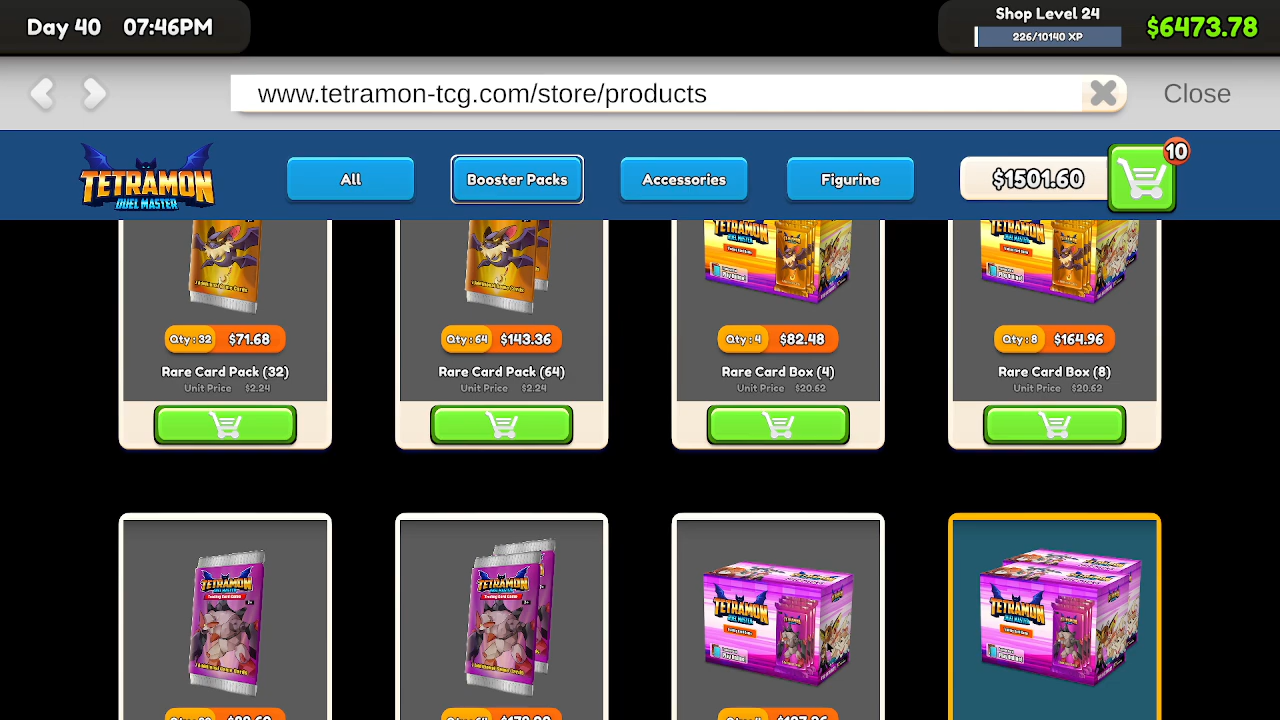 Day 40 07:46PM
Shop Level 24
226/10140 XP
$6473.78
www.tetramon-tcg.com/store/products
Close
TETRAMON
DUEL MASTER
All
Booster Packs
Accessories
Figurine
$1501.60
10
Qty : 32 $71.68
Rare Card Pack (32)
Unit Price $2.24
Qty : 64 $143.36
Rare Card Pack (64)
Unit Price $2.24
Qty : 4 $82.48
Rare Card Box (4)
Unit Price $20.62
Qty : 8 $164.96
Rare Card Box (8)
Unit Price $20.62
TETRAMON
TETRAMON
TETRAMON
DUEL MASTER
TETRAMON
DUEL MASTER